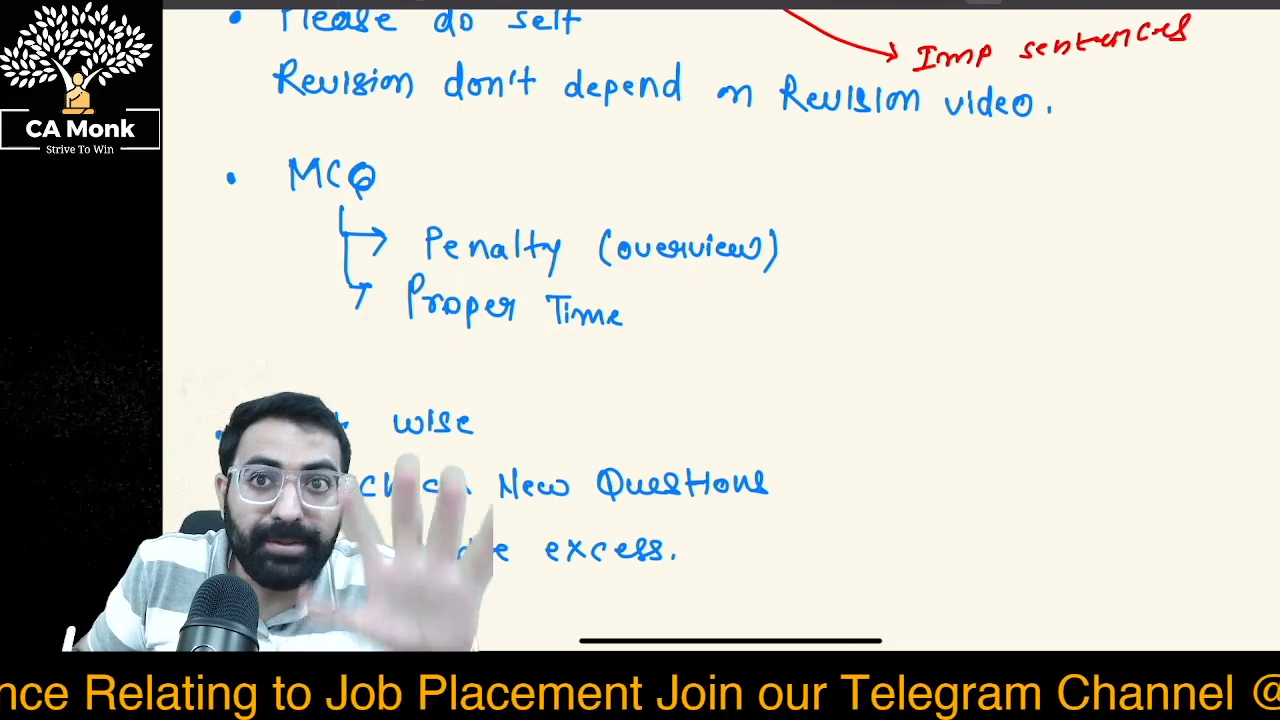 • Please do self
Imp sentences
Revision don't depend on Revision video.
CA Monk
Strive To Win
• MCQ
Penalty (overview)
Proper Time
wise
New Questions
excess.
nce Relating to Job Placement Join our Telegram Channel @